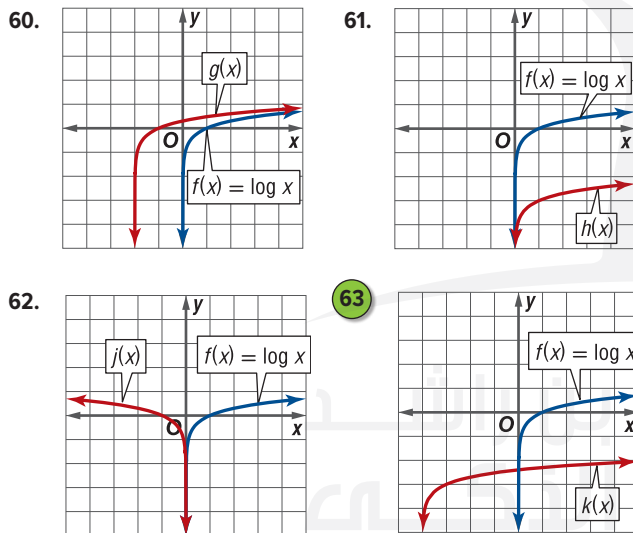 60.
y
g(x)
O
x
f(x) = log x
61.
y
f(x) = log x
O
x
h(x)
62.
y
j(x)
f(x) = log x
O
x
63
y
f(x) = log x
O
x
k(x)